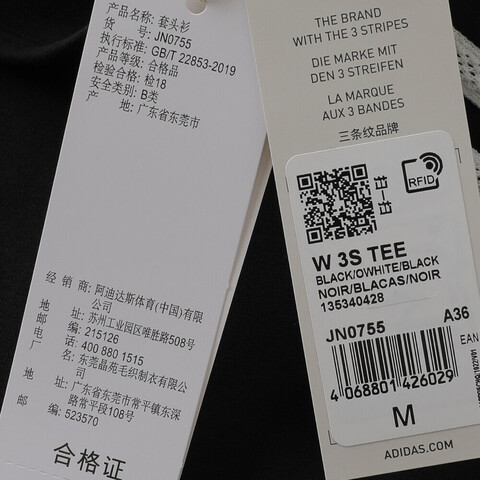 产品名称: 套头衫
货 号: JN0755
执行标准: GB/T 22853-2019
产品等级: 合格品
检验合格: 检18
安全类别: B类
产 地: 广东省东莞市
经 销 商: 阿迪达斯体育(中国)有限
公司
地 址: 苏州工业园区唯胜路508号
邮 编: 215126
电 话: 400 880 1515
厂 名: 东莞晶苑毛织制衣有限公
司
地 址: 广东省东莞市常平镇东深
路常平段108号
邮 编: 523570
合格证
THE BRAND
WITH THE 3 STRIPES
DIE MARKE MIT
DEN 3 STREIFEN
LA MARQUE
AUX 3 BANDES
三条纹品牌
RFID
W 3S TEE
BLACK/OWHITE/BLACK
NOIR/BLACAS/NOIR
135340428
JN0755 A36
EAN
4 068801 426029
M
ADIDAS.COM